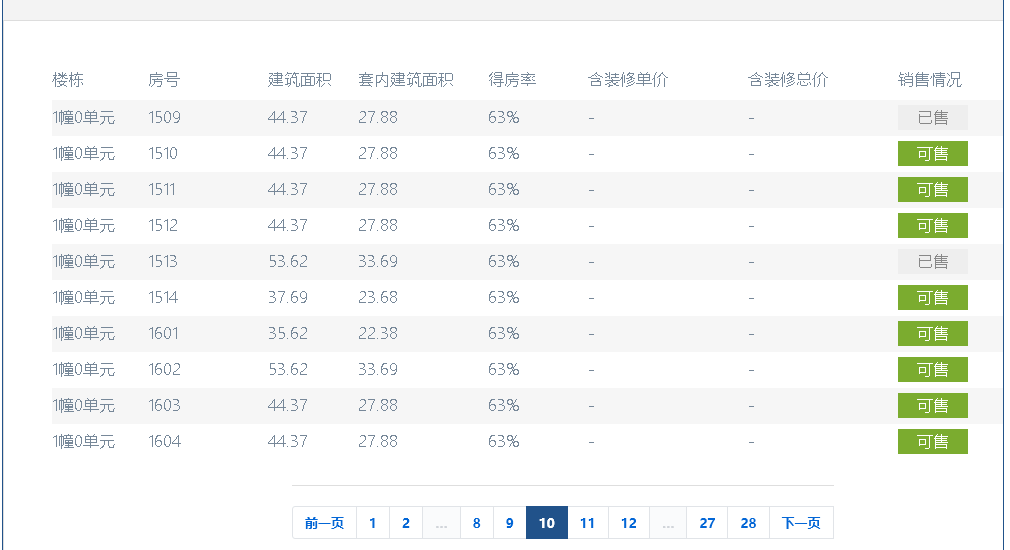 楼栋 房号 建筑面积 套内建筑面积 得房率 含装修单价 含装修总价 销售情况
1幢0单元 1509 44.37 27.88 63% - - 已售
1幢0单元 1510 44.37 27.88 63% - - 可售
1幢0单元 1511 44.37 27.88 63% - - 可售
1幢0单元 1512 44.37 27.88 63% - - 可售
1幢0单元 1513 53.62 33.69 63% - - 已售
1幢0单元 1514 37.69 23.68 63% - - 可售
1幢0单元 1601 35.62 22.38 63% - - 可售
1幢0单元 1602 53.62 33.69 63% - - 可售
1幢0单元 1603 44.37 27.88 63% - - 可售
1幢0单元 1604 44.37 27.88 63% - - 可售
前一页 1 2 ... 8 9 10 11 12 ... 27 28 下一页